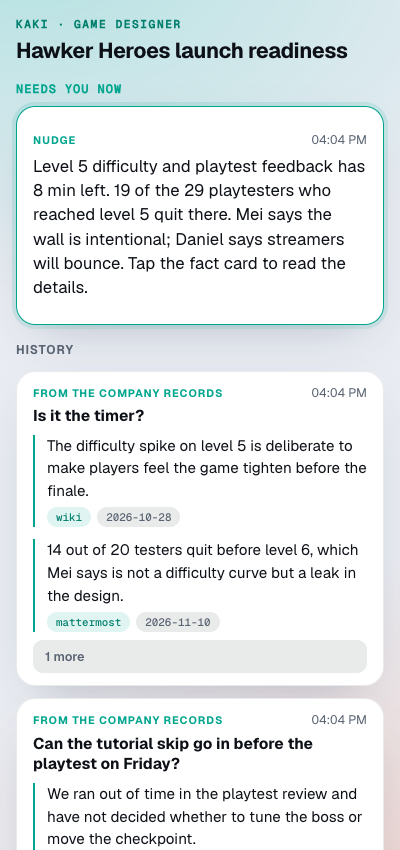 KAKI · GAME DESIGNER
Hawker Heroes launch readiness
NEEDS YOU NOW
NUDGE 04:04 PM
Level 5 difficulty and playtest feedback has
8 min left. 19 of the 29 playtesters who
reached level 5 quit there. Mei says the
wall is intentional; Daniel says streamers
will bounce. Tap the fact card to read the
details.
HISTORY
FROM THE COMPANY RECORDS 04:04 PM
Is it the timer?
The difficulty spike on level 5 is deliberate to
make players feel the game tighten before the
finale.
wiki 2026-10-28
14 out of 20 testers quit before level 6, which
Mei says is not a difficulty curve but a leak in
the design.
mattermost 2026-11-10
1 more
FROM THE COMPANY RECORDS 04:04 PM
Can the tutorial skip go in before the
playtest on Friday?
We ran out of time in the playtest review and
have not decided whether to tune the boss or
move the checkpoint.